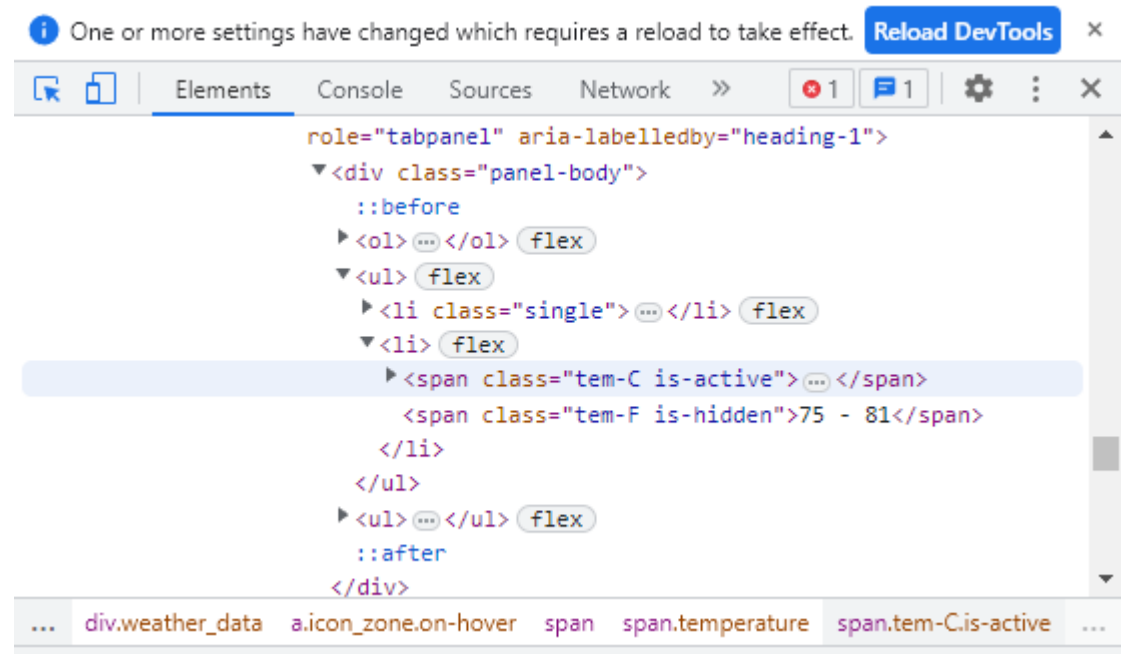 One or more settings have changed which requires a reload to take effect. Reload DevTools ×
Elements Console Sources Network » 1 1
role="tabpanel" aria-labelledby="heading-1">
▼<div class="panel-body">
::before
▶<ol>…</ol> flex
▼<ul> flex
▶<li class="single">…</li> flex
▼<li> flex
▶<span class="tem-C is-active">…</span>
<span class="tem-F is-hidden">75 - 81</span>
</li>
</ul>
▶<ul>…</ul> flex
::after
</div>
... div.weather_data a.icon_zone.on-hover span span.temperature span.tem-C.is-active ...